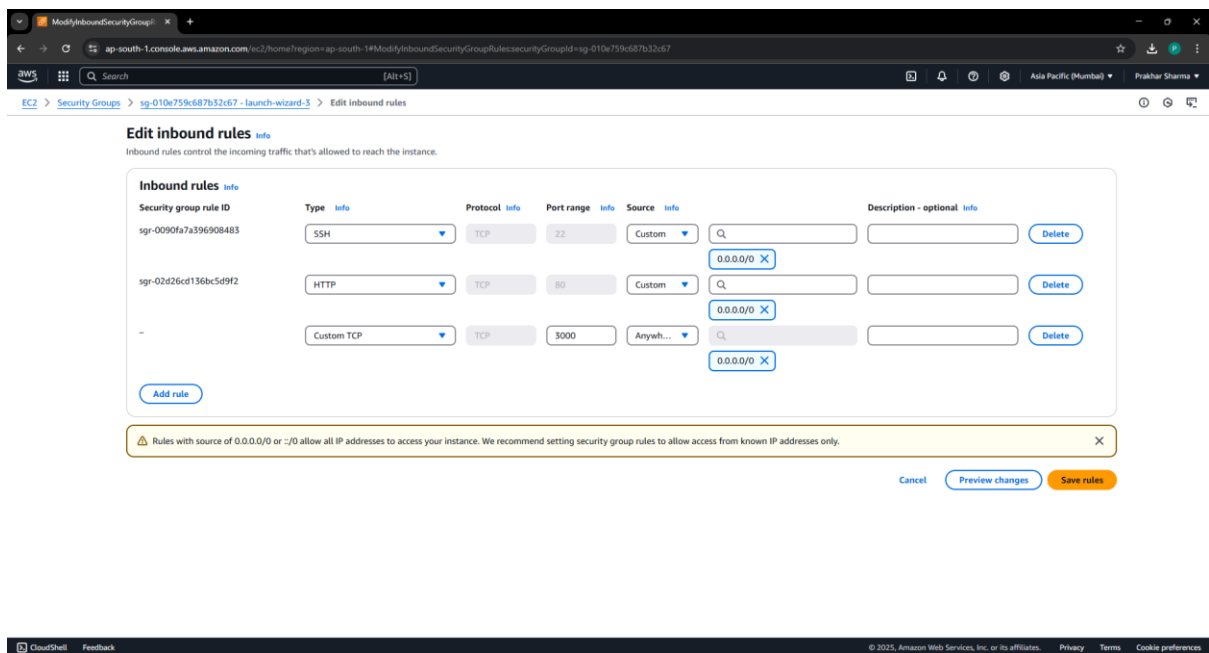 ModifyInboundSecurityGroupR
ap-south-1.console.aws.amazon.com/ec2/home?region=ap-south-1#ModifyInboundSecurityGroupRules:securityGroupId=sg-010e759c687b32c67
P
aws Search [Alt+S] Asia Pacific (Mumbai) Prakhar Sharma
EC2 > Security Groups > sg-010e759c687b32c67 - launch-wizard-3 > Edit inbound rules
Edit inbound rules Info
Inbound rules control the incoming traffic that's allowed to reach the instance.
Inbound rules Info
Security group rule ID Type Info Protocol Info Port range Info Source Info Description - optional Info
sgr-0090fa7a396908483 SSH TCP 22 Custom Delete
0.0.0.0/0
sgr-02d26cd136bc5d9f2 HTTP TCP 80 Custom Delete
0.0.0.0/0
– Custom TCP TCP 3000 Anywh... Delete
0.0.0.0/0
Add rule
Rules with source of 0.0.0.0/0 or ::/0 allow all IP addresses to access your instance. We recommend setting security group rules to allow access from known IP addresses only.
Cancel Preview changes Save rules
CloudShell Feedback © 2025, Amazon Web Services, Inc. or its affiliates. Privacy Terms Cookie preferences